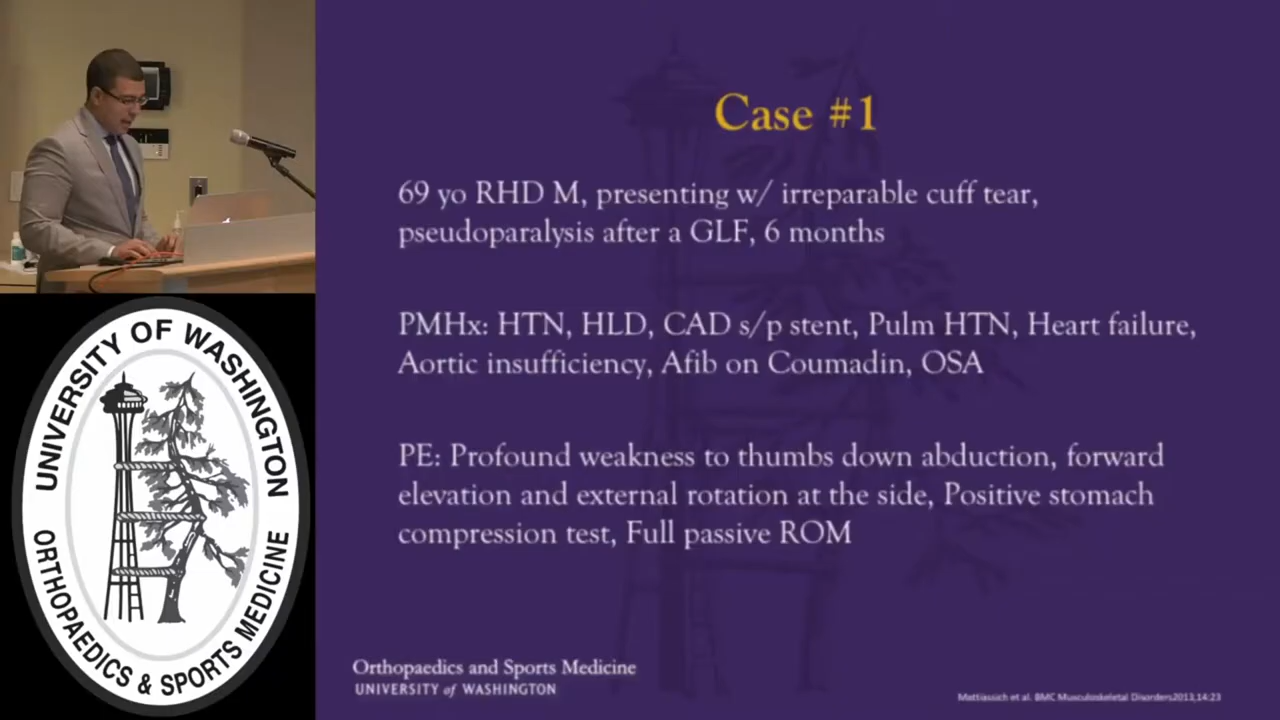 Case #1
69 yo RHD M, presenting w/ irreparable cuff tear,
pseudoparalysis after a GLF, 6 months
PMHx: HTN, HLD, CAD s/p stent, Pulm HTN, Heart failure,
Aortic insufficiency, Afib on Coumadin, OSA
PE: Profound weakness to thumbs down abduction, forward
elevation and external rotation at the side, Positive stomach
compression test, Full passive ROM
Orthopaedics and Sports Medicine
UNIVERSITY of WASHINGTON
Mattiassich et al. BMC Musculoskeletal Disorders2013,14:23
UNIVERSITY OF WASHINGTON
ORTHOPAEDICS & SPORTS MEDICINE